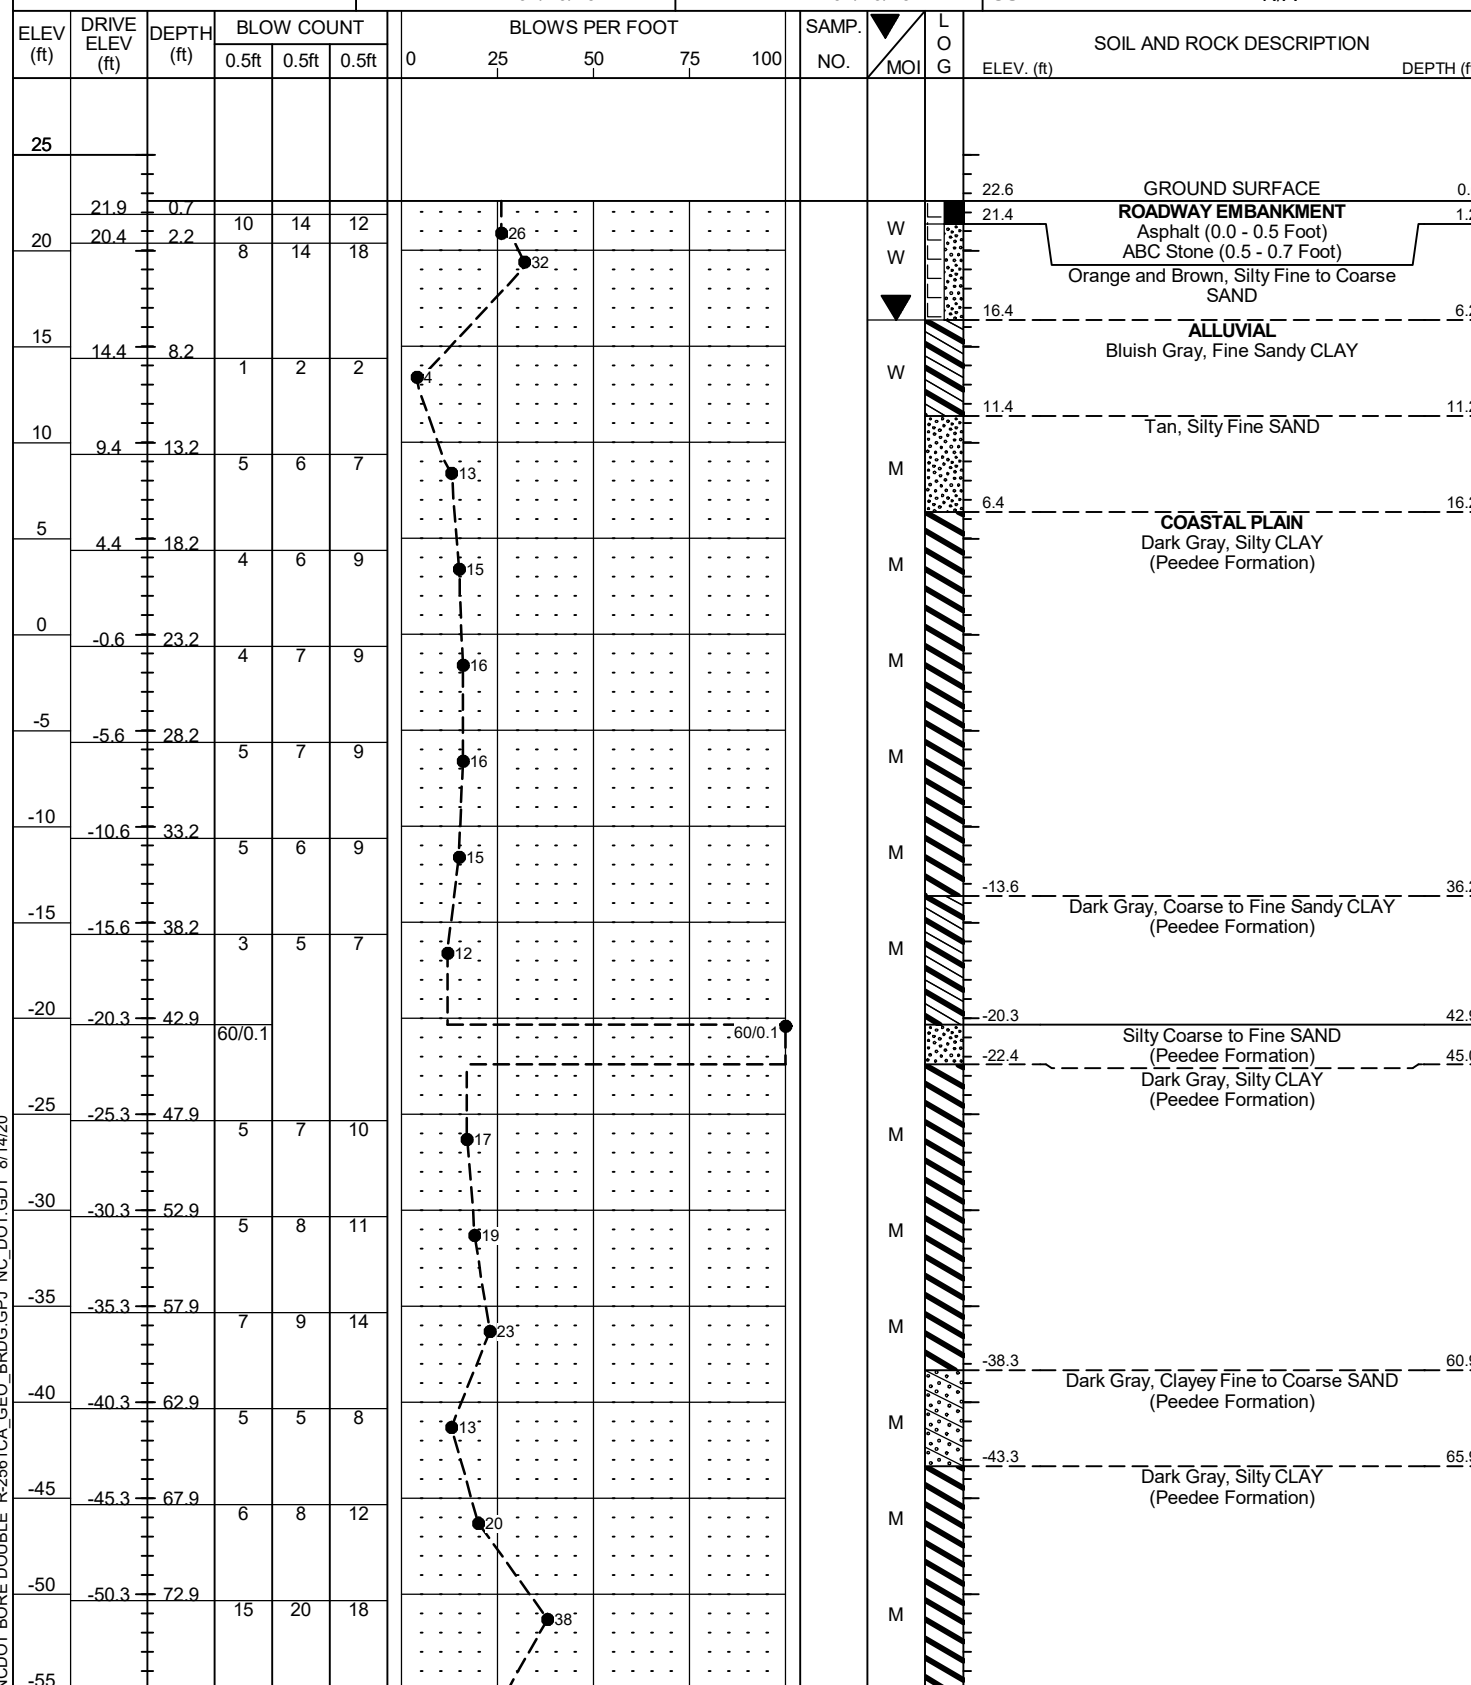 ELEV (ft) DRIVE ELEV (ft) DEPTH (ft) BLOW COUNT BLOWS PER FOOT SAMP. NO. MOI LOG SOIL AND ROCK DESCRIPTION
0.5ft 0.5ft 0.5ft 0 25 50 75 100 ELEV. (ft) DEPTH
25
22.6 GROUND SURFACE
21.9 0.7 10 14 12 26 W 21.4 ROADWAY EMBANKMENT
Asphalt (0.0 - 0.5 Foot)
20 20.4 2.2 8 14 18 32 W ABC Stone (0.5 - 0.7 Foot)
Orange and Brown, Silty Fine to Coarse
SAND
16.4
ALLUVIAL
15 14.4 8.2 1 2 2 4 W Bluish Gray, Fine Sandy CLAY
11.4
Tan, Silty Fine SAND
10 9.4 13.2 5 6 7 13 M
6.4
COASTAL PLAIN
5 4.4 18.2 4 6 9 15 M Dark Gray, Silty CLAY
(Peedee Formation)
0 -0.6 23.2 4 7 9 16 M
-5 -5.6 28.2 5 7 9 16 M
-10 -10.6 33.2 5 6 9 15 M
-13.6
Dark Gray, Coarse to Fine Sandy CLAY
(Peedee Formation)
-15 -15.6 38.2 3 5 7 12 M
-20 -20.3 42.9 60/0.1 60/0.1 -20.3
Silty Coarse to Fine SAND
(Peedee Formation)
-22.4
Dark Gray, Silty CLAY
(Peedee Formation)
-25 -25.3 47.9 5 7 10 17 M
-30 -30.3 52.9 5 8 11 19 M
-35 -35.3 57.9 7 9 14 23 M
-38.3
Dark Gray, Clayey Fine to Coarse SAND
(Peedee Formation)
-40 -40.3 62.9 5 5 8 13 M
-43.3
Dark Gray, Silty CLAY
(Peedee Formation)
-45 -45.3 67.9 6 8 12 20 M
-50 -50.3 72.9 15 20 18 38 M
-55
NCDOT BORE DOUBLE R-2561CA_GEO_BRDG.GPJ NC_DOT.GDT 8/14/20